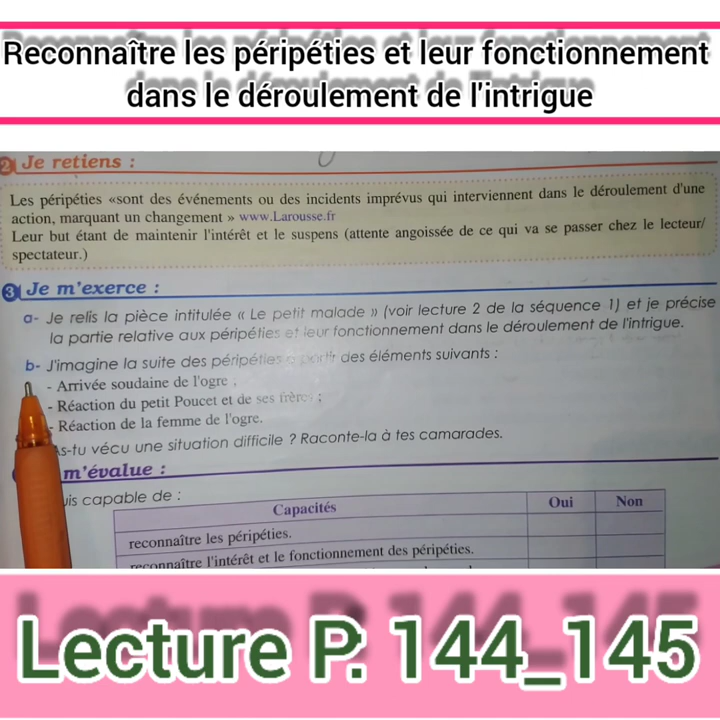 Reconnaître les péripéties et leur fonctionnement
dans le déroulement de l'intrigue
2 Je retiens :
Les péripéties «sont des événements ou des incidents imprévus qui interviennent dans le déroulement d'une
action, marquant un changement » www.Larousse.fr
Leur but étant de maintenir l'intérêt et le suspens (attente angoissée de ce qui va se passer chez le lecteur/
spectateur.)
3 Je m'exerce :
a- Je relis la pièce intitulée « Le petit malade » (voir lecture 2 de la séquence 1) et je précise
la partie relative aux péripéties et leur fonctionnement dans le déroulement de l'intrigue.
b- J'imagine la suite des péripéties à partir des éléments suivants :
- Arrivée soudaine de l'ogre ;
- Réaction du petit Poucet et de ses frères ;
- Réaction de la femme de l'ogre.
As-tu vécu une situation difficile ? Raconte-la à tes camarades.
m'évalue :
uis capable de :
Capacités Oui Non
reconnaître les péripéties.
reconnaître l'intérêt et le fonctionnement des péripéties.
Lecture P. 144_145